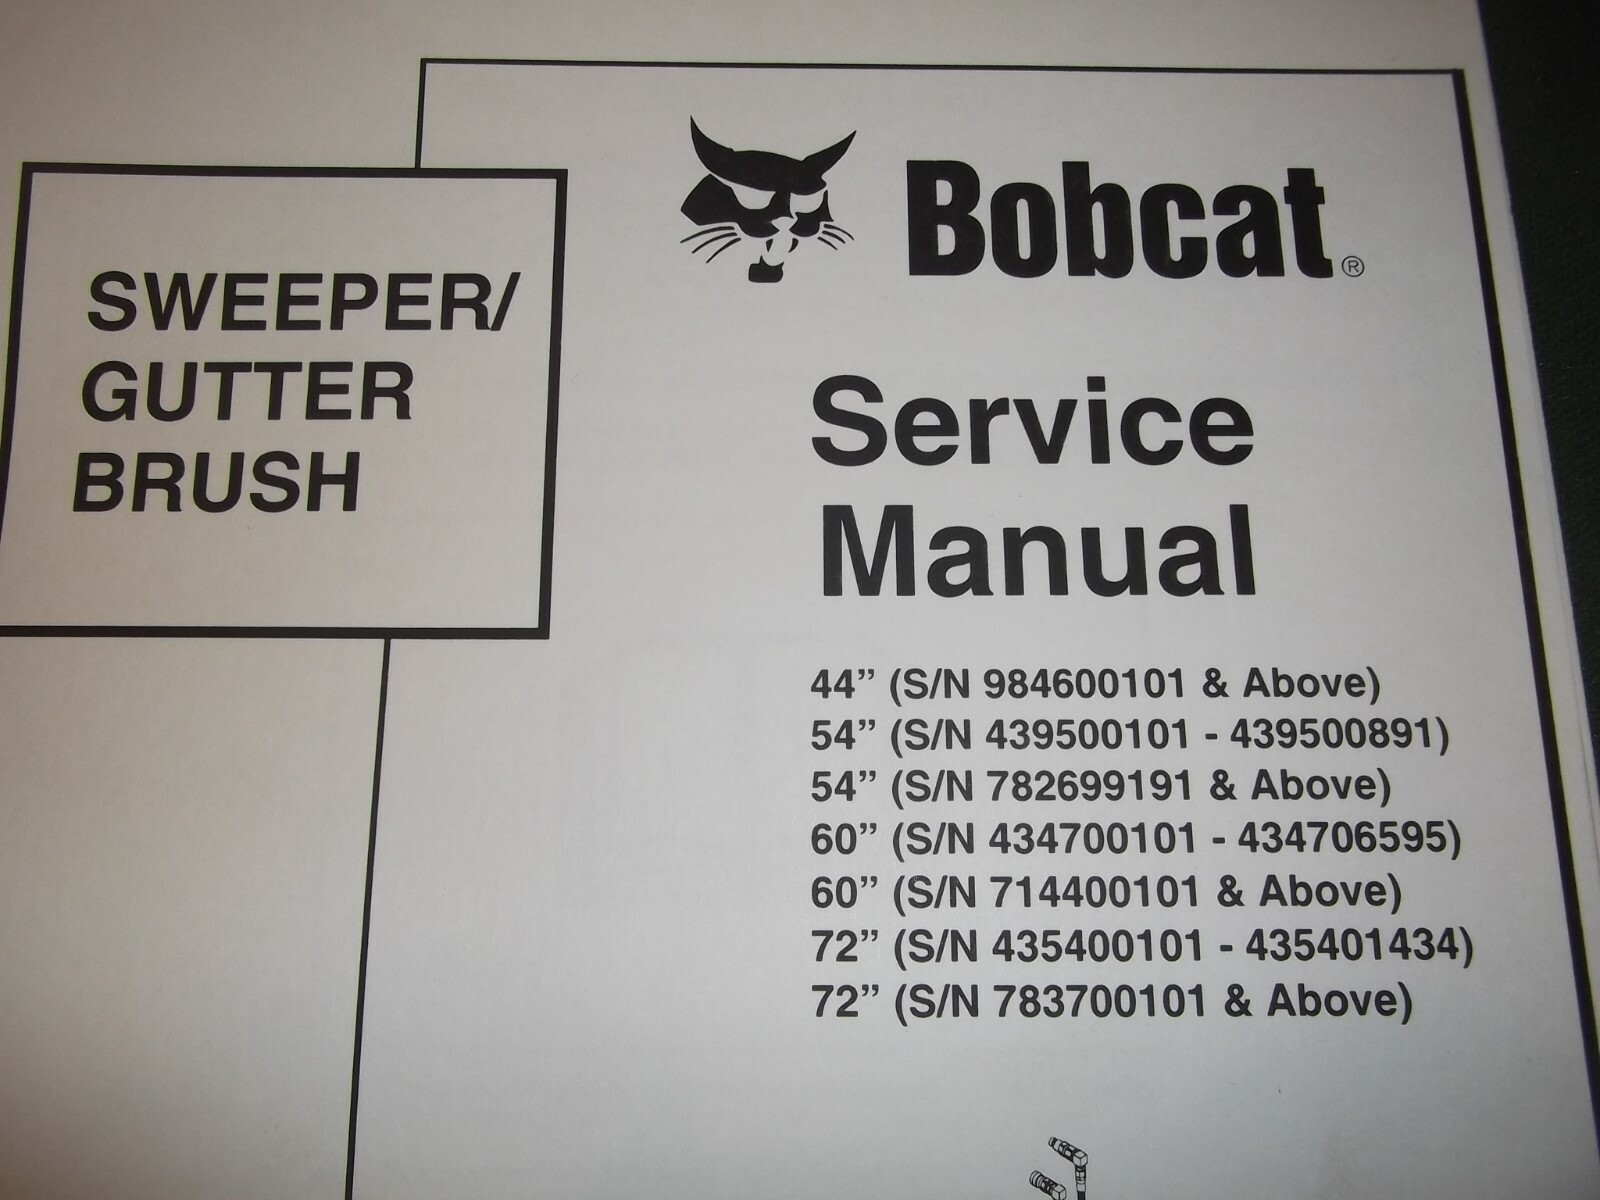 SWEEPER/
GUTTER
BRUSH
Bobcat®
Service
Manual
44” (S/N 984600101 & Above)
54” (S/N 439500101 - 439500891)
54” (S/N 782699191 & Above)
60” (S/N 434700101 - 434706595)
60” (S/N 714400101 & Above)
72” (S/N 435400101 - 435401434)
72” (S/N 783700101 & Above)